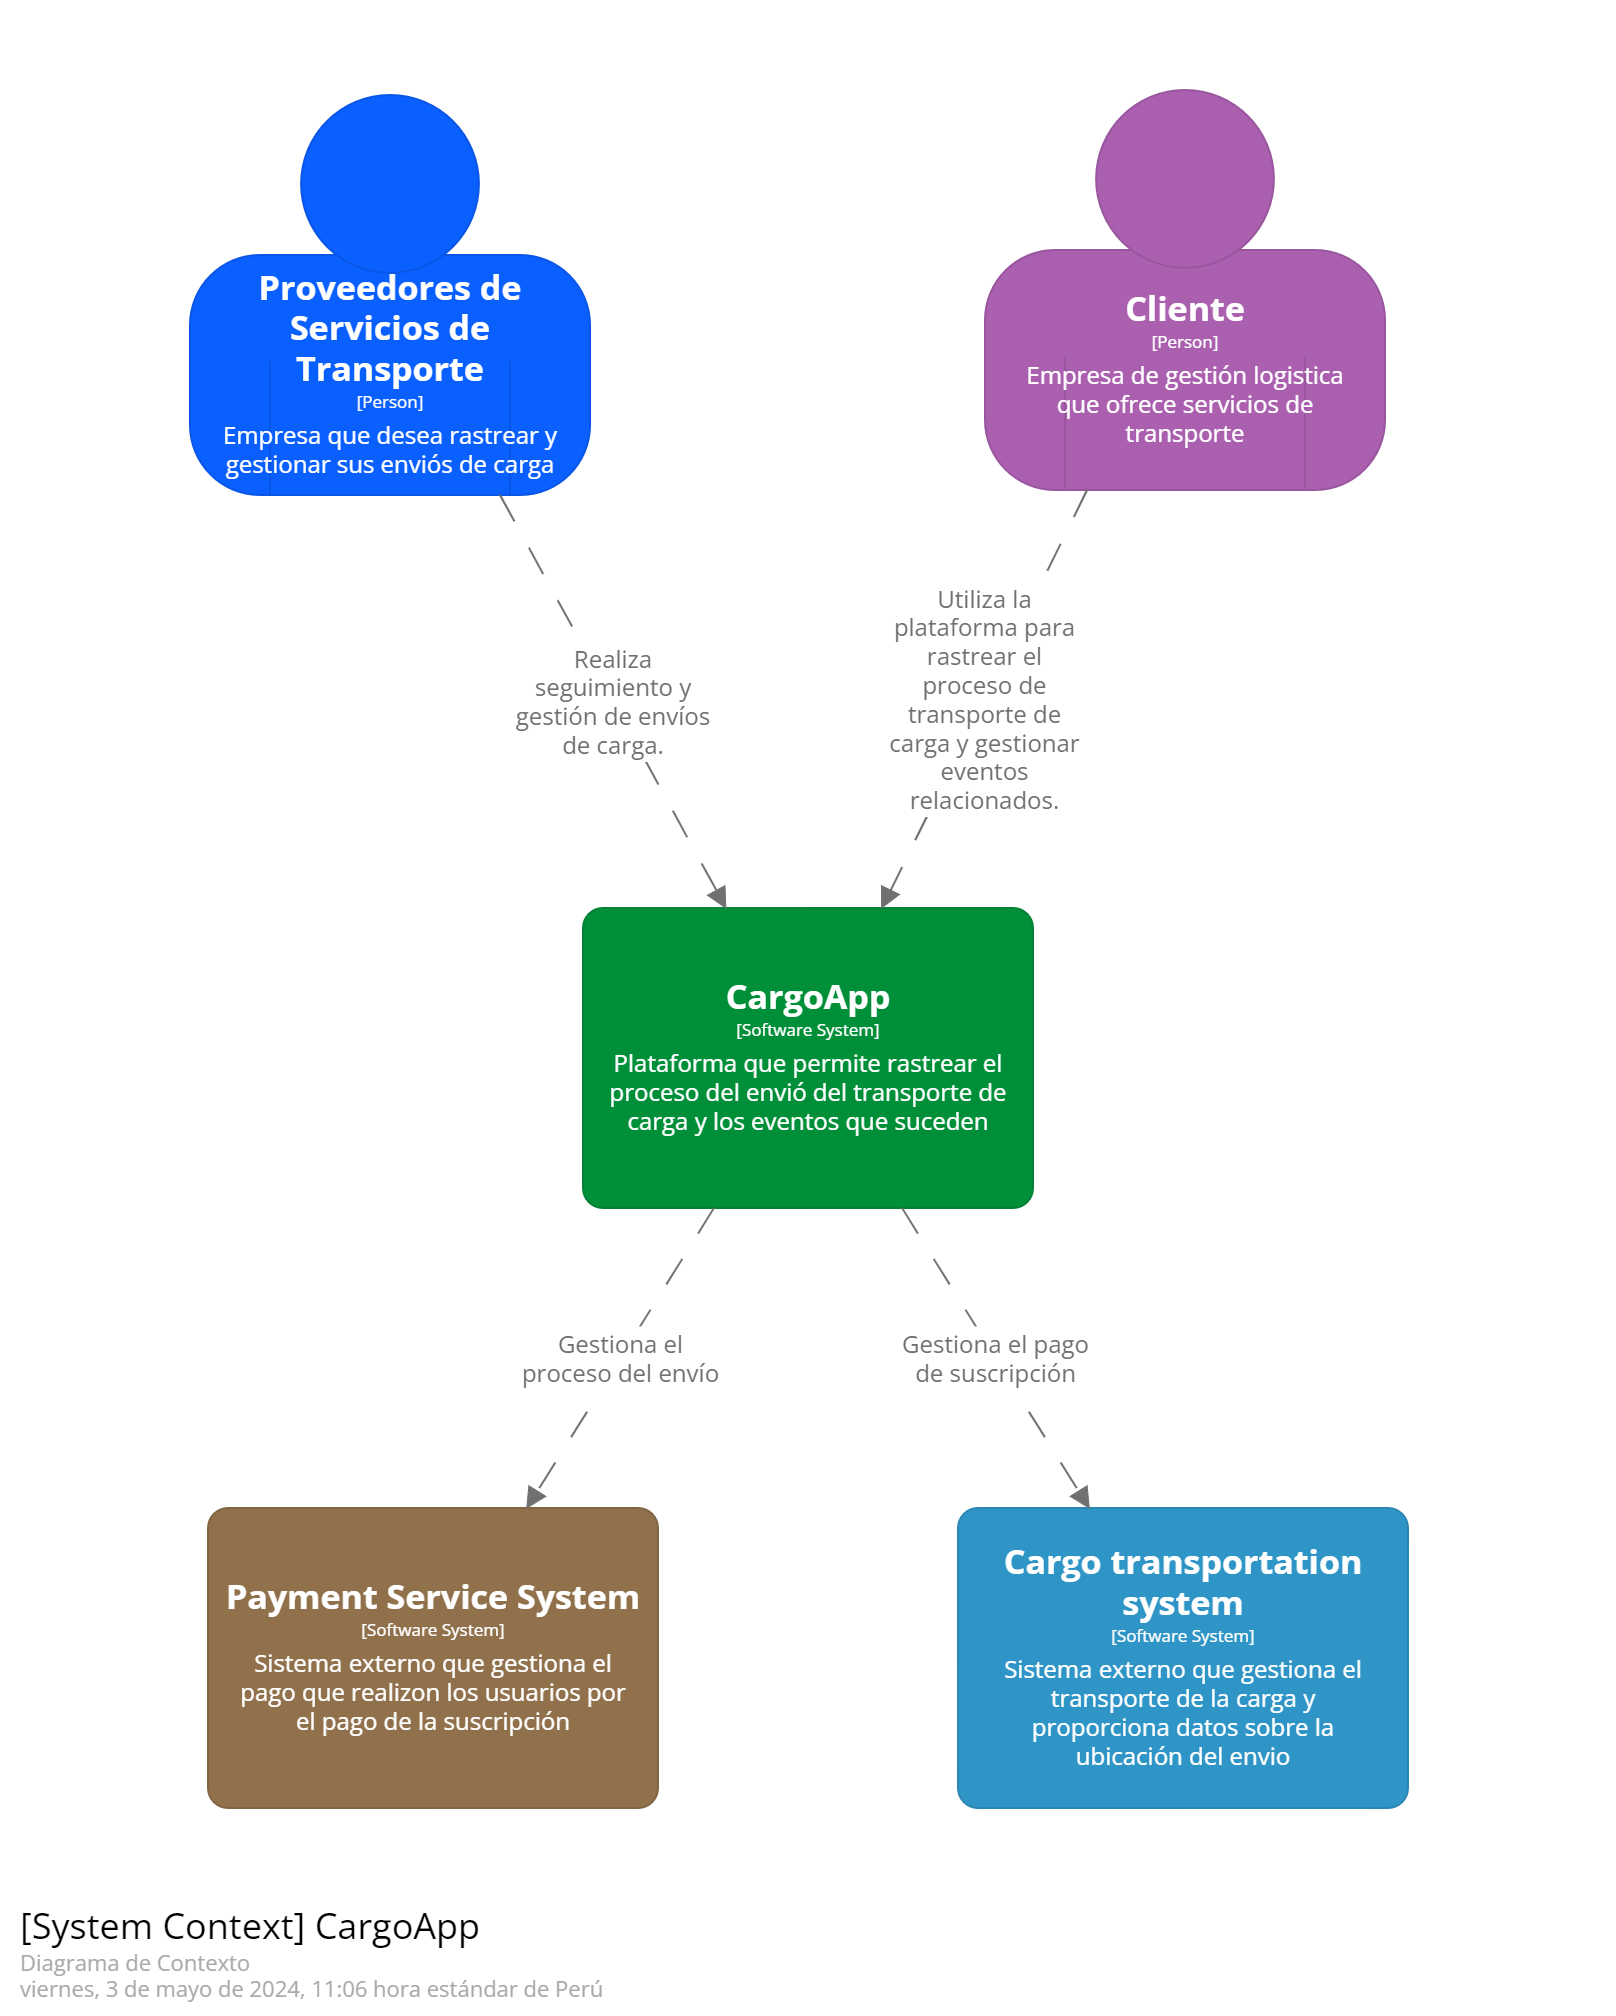 Proveedores de
Servicios de
Transporte
[Person]
Empresa que desea rastrear y
gestionar sus enviós de carga
Cliente
[Person]
Empresa de gestión logistica
que ofrece servicios de
transporte
Realiza
seguimiento y
gestión de envíos
de carga.
Utiliza la
plataforma para
rastrear el
proceso de
transporte de
carga y gestionar
eventos
relacionados.
CargoApp
[Software System]
Plataforma que permite rastrear el
proceso del envió del transporte de
carga y los eventos que suceden
Gestiona el
proceso del envío
Gestiona el pago
de suscripción
Payment Service System
[Software System]
Sistema externo que gestiona el
pago que realizon los usuarios por
el pago de la suscripción
Cargo transportation
system
[Software System]
Sistema externo que gestiona el
transporte de la carga y
proporciona datos sobre la
ubicación del envio
[System Context] CargoApp
Diagrama de Contexto
viernes, 3 de mayo de 2024, 11:06 hora estándar de Perú